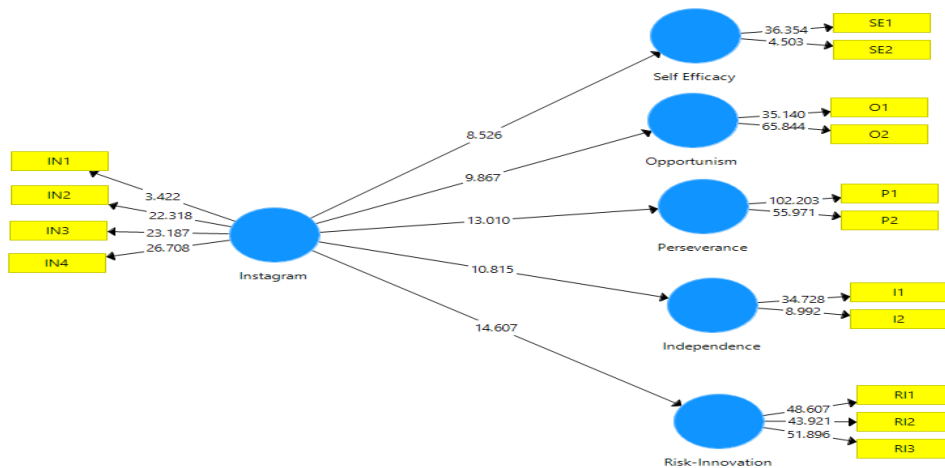 36.354
SE1
4.503
SE2
Self Efficacy
8.526
35.140
O1
65.844
O2
Opportunism
9.867
IN1
3.422
IN2
22.318
IN3
23.187
IN4
26.708
Instagram
13.010
102.203
P1
55.971
P2
Perseverance
10.815
34.728
I1
8.992
I2
Independence
14.607
48.607
RI1
43.921
RI2
51.896
RI3
Risk-Innovation